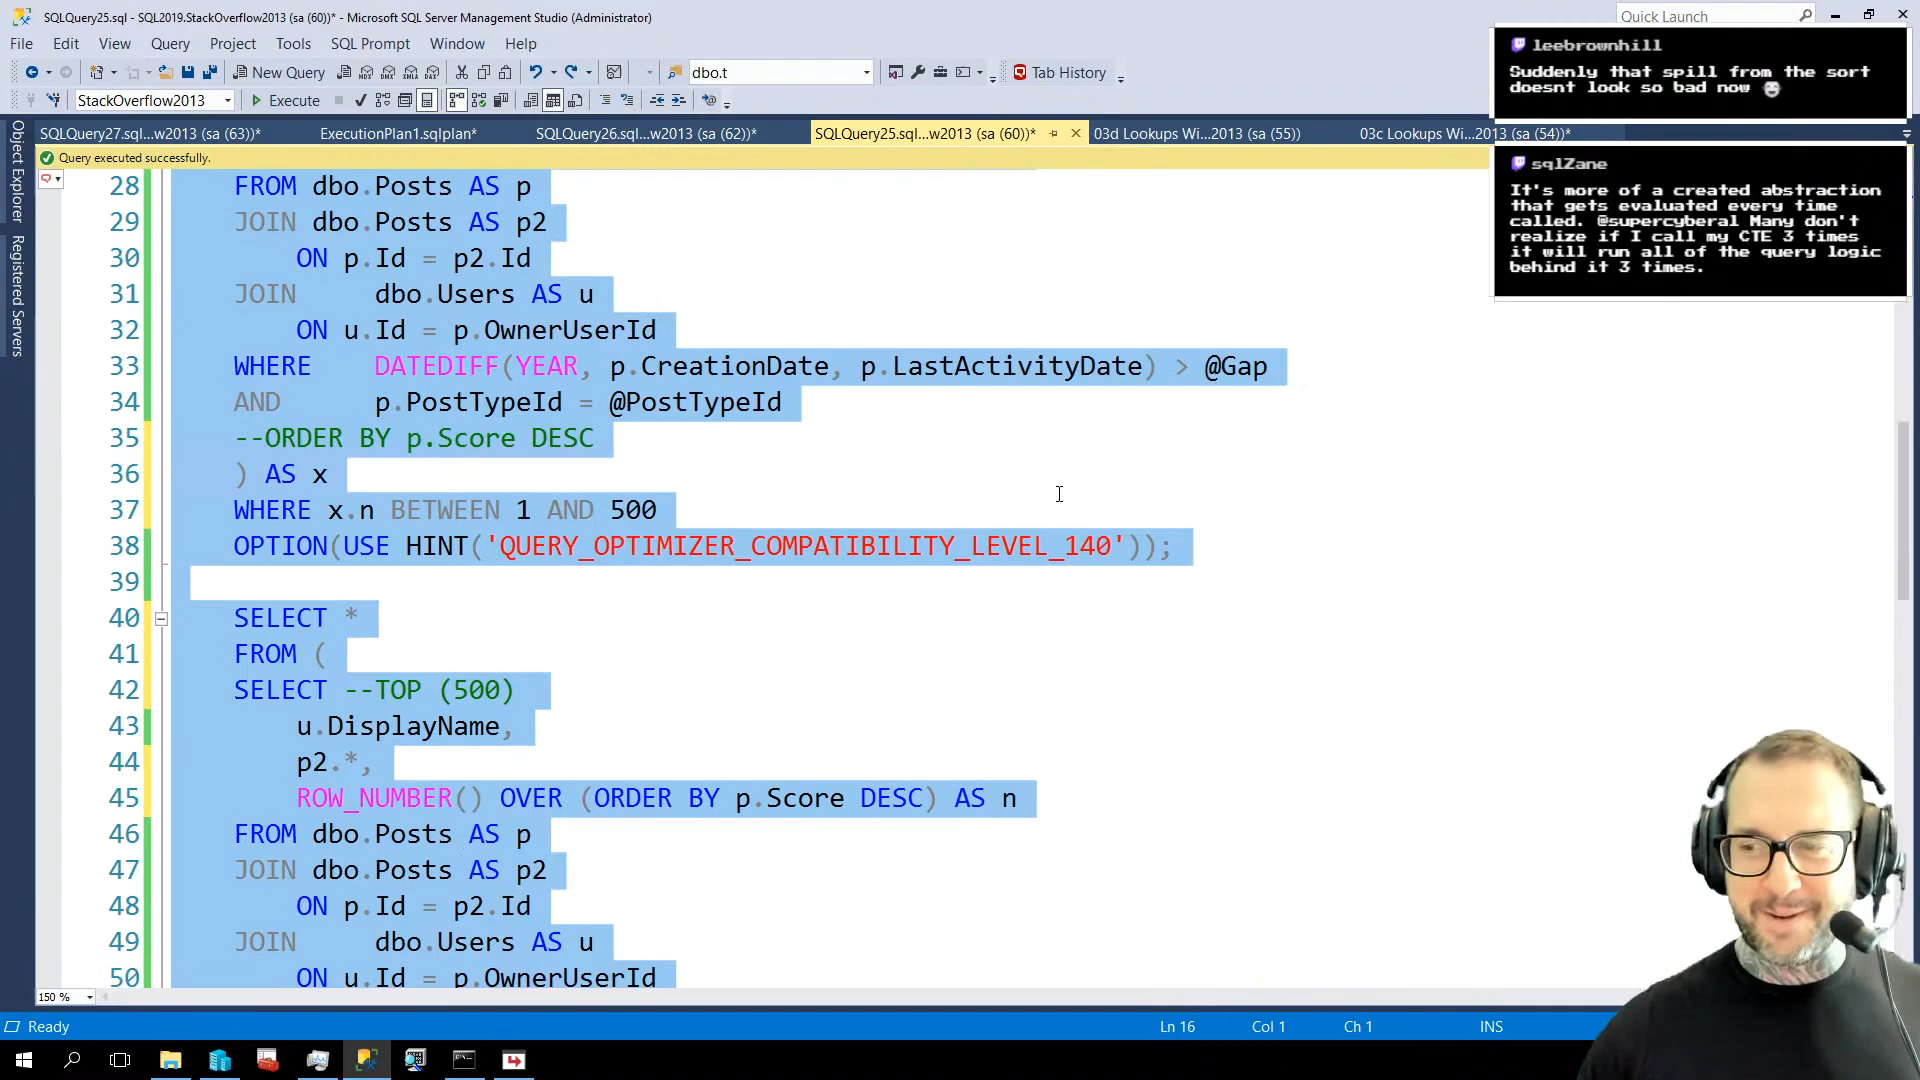 SQLQuery25.sql - SQL2019.StackOverflow2013 (sa (60))* - Microsoft SQL Server Management Studio (Administrator)
Quick Launch
File Edit View Query Project Tools SQL Prompt Window Help
New Query
MDX DMX XMLA DAX
dbo.t
Tab History
StackOverflow2013
Execute
SQLQuery27.sql...w2013 (sa (63))*
ExecutionPlan1.sqlplan*
SQLQuery26.sql...w2013 (sa (62))*
SQLQuery25.sql...w2013 (sa (60))*
03d Lookups Wi...2013 (sa (55))
03c Lookups Wi...2013 (sa (54))*
Object Explorer
Registered Servers
Query executed successfully.
28 FROM dbo.Posts AS p
29 JOIN dbo.Posts AS p2
30 ON p.Id = p2.Id
31 JOIN dbo.Users AS u
32 ON u.Id = p.OwnerUserId
33 WHERE DATEDIFF(YEAR, p.CreationDate, p.LastActivityDate) > @Gap
34 AND p.PostTypeId = @PostTypeId
35 --ORDER BY p.Score DESC
36 ) AS x
37 WHERE x.n BETWEEN 1 AND 500
38 OPTION(USE HINT('QUERY_OPTIMIZER_COMPATIBILITY_LEVEL_140'));
39
40 SELECT *
41 FROM (
42 SELECT --TOP (500)
43 u.DisplayName,
44 p2.*,
45 ROW_NUMBER() OVER (ORDER BY p.Score DESC) AS n
46 FROM dbo.Posts AS p
47 JOIN dbo.Posts AS p2
48 ON p.Id = p2.Id
49 JOIN dbo.Users AS u
50 ON u.Id = p.OwnerUserId
leebrownhill
Suddenly that spill from the sort
doesnt look so bad now
sqlZane
It's more of a created abstraction
that gets evaluated every time
called. @supercyberal Many don't
realize if I call my CTE 3 times
it will run all of the query logic
behind it 3 times.
150 %
Ready
Ln 16
Col 1
Ch 1
INS